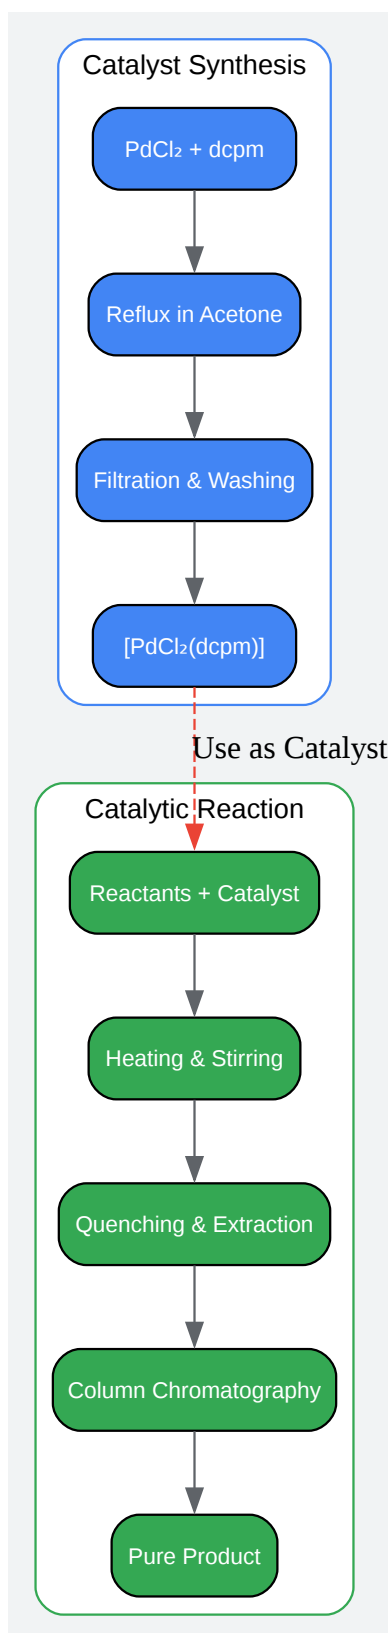 Catalyst Synthesis
PdCl₂ + dcpm
Reflux in Acetone
Filtration & Washing
[PdCl₂(dcpm)]
Use as Catalyst
Catalytic Reaction
Reactants + Catalyst
Heating & Stirring
Quenching & Extraction
Column Chromatography
Pure Product